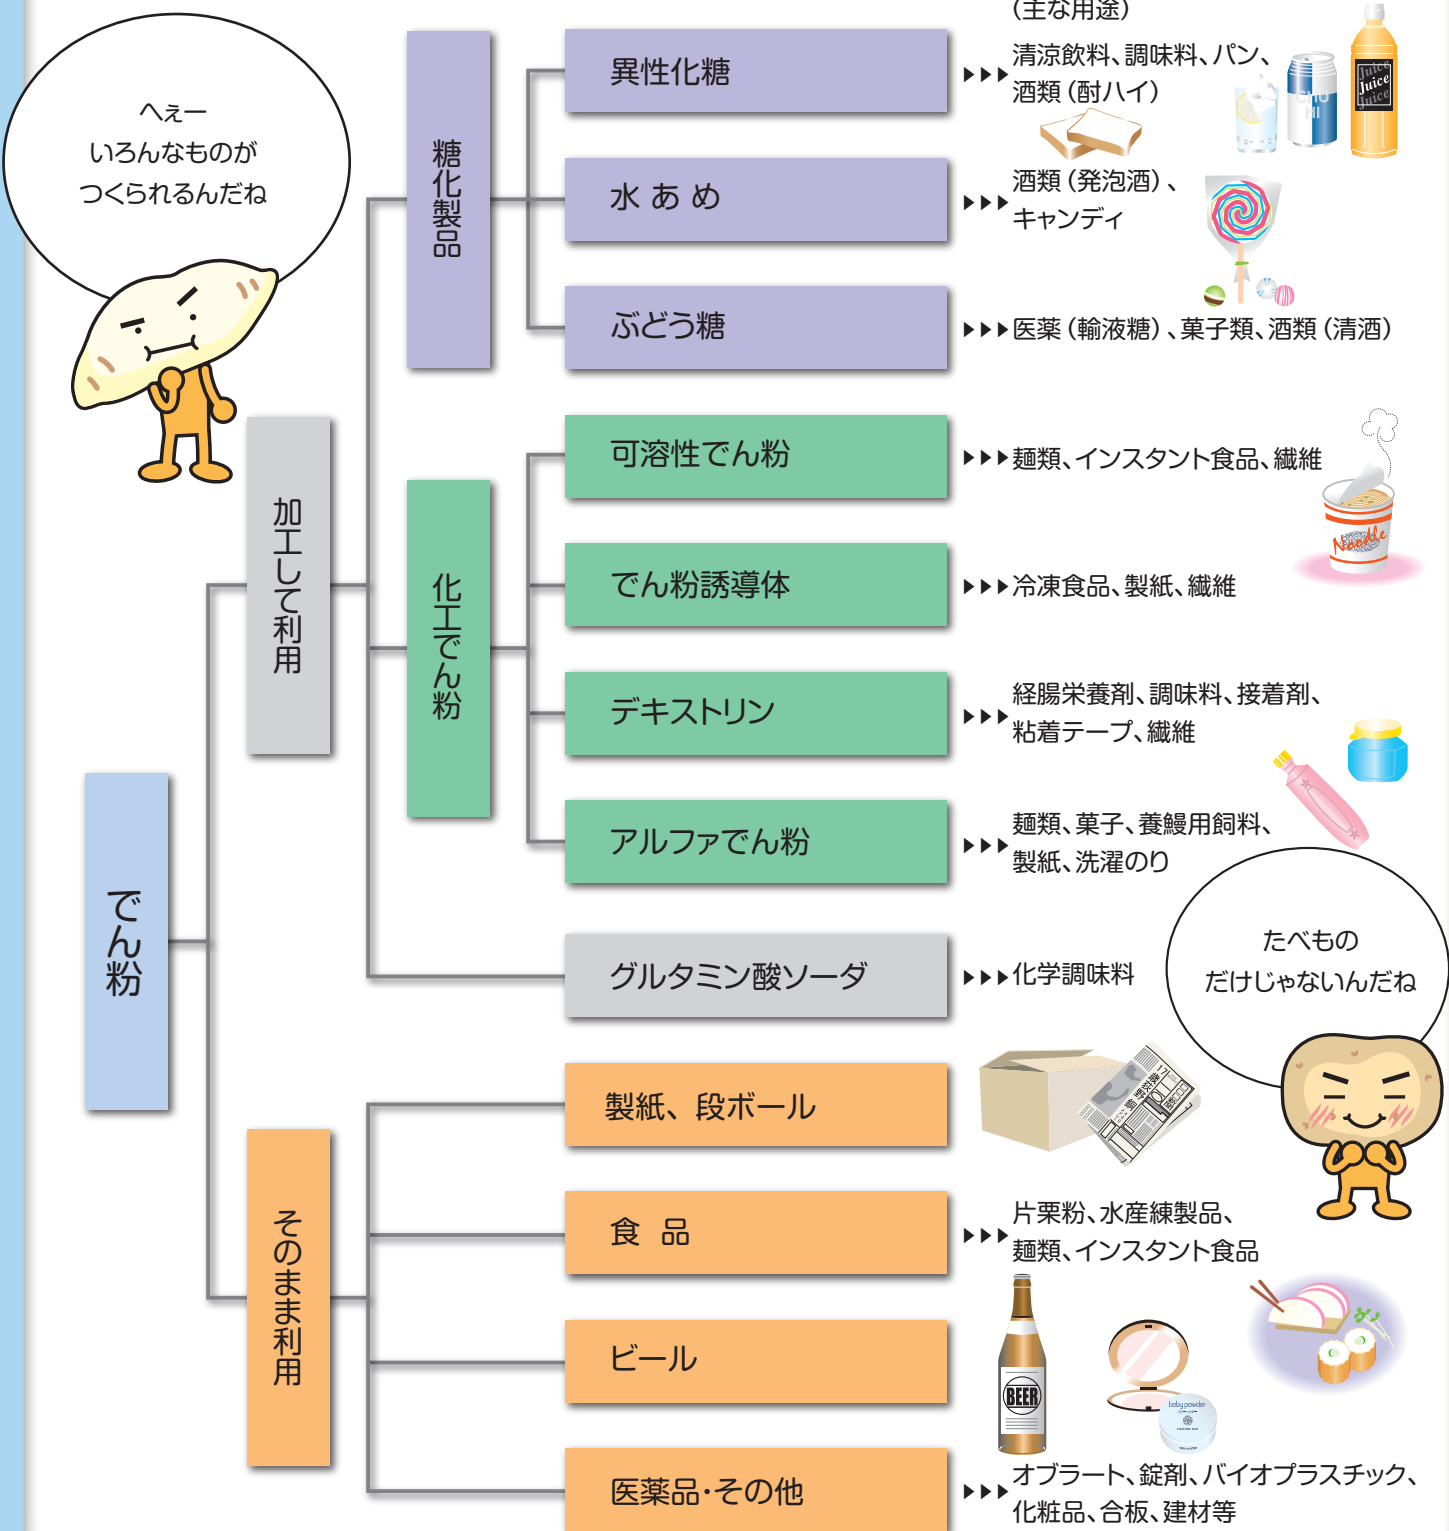 (主な用途)
へぇー
いろんなものが
つくられるんだね
糖化製品
異性化糖
▶▶▶清涼飲料、調味料、パン、
酒類(酎ハイ)
CHU
HI
Juice
Juice
Juice
水あめ
▶▶▶酒類(発泡酒)、
キャンディ
ぶどう糖
▶▶▶医薬(輸液糖)、菓子類、酒類(清酒)
加工して利用
化工でん粉
可溶性でん粉
▶▶▶麺類、インスタント食品、繊維
Noodle
でん粉誘導体
▶▶▶冷凍食品、製紙、繊維
デキストリン
▶▶▶経腸栄養剤、調味料、接着剤、
粘着テープ、繊維
アルファでん粉
▶▶▶麺類、菓子、養鰻用飼料、
製紙、洗濯のり
でん粉
グルタミン酸ソーダ
▶▶▶化学調味料
たべもの
だけじゃないんだね
そのまま利用
製紙、段ボール
食品
▶▶▶片栗粉、水産練製品、
麺類、インスタント食品
ビール
BEER
baby powder
医薬品・その他
▶▶▶オブラート、錠剤、バイオプラスチック、
化粧品、合板、建材等